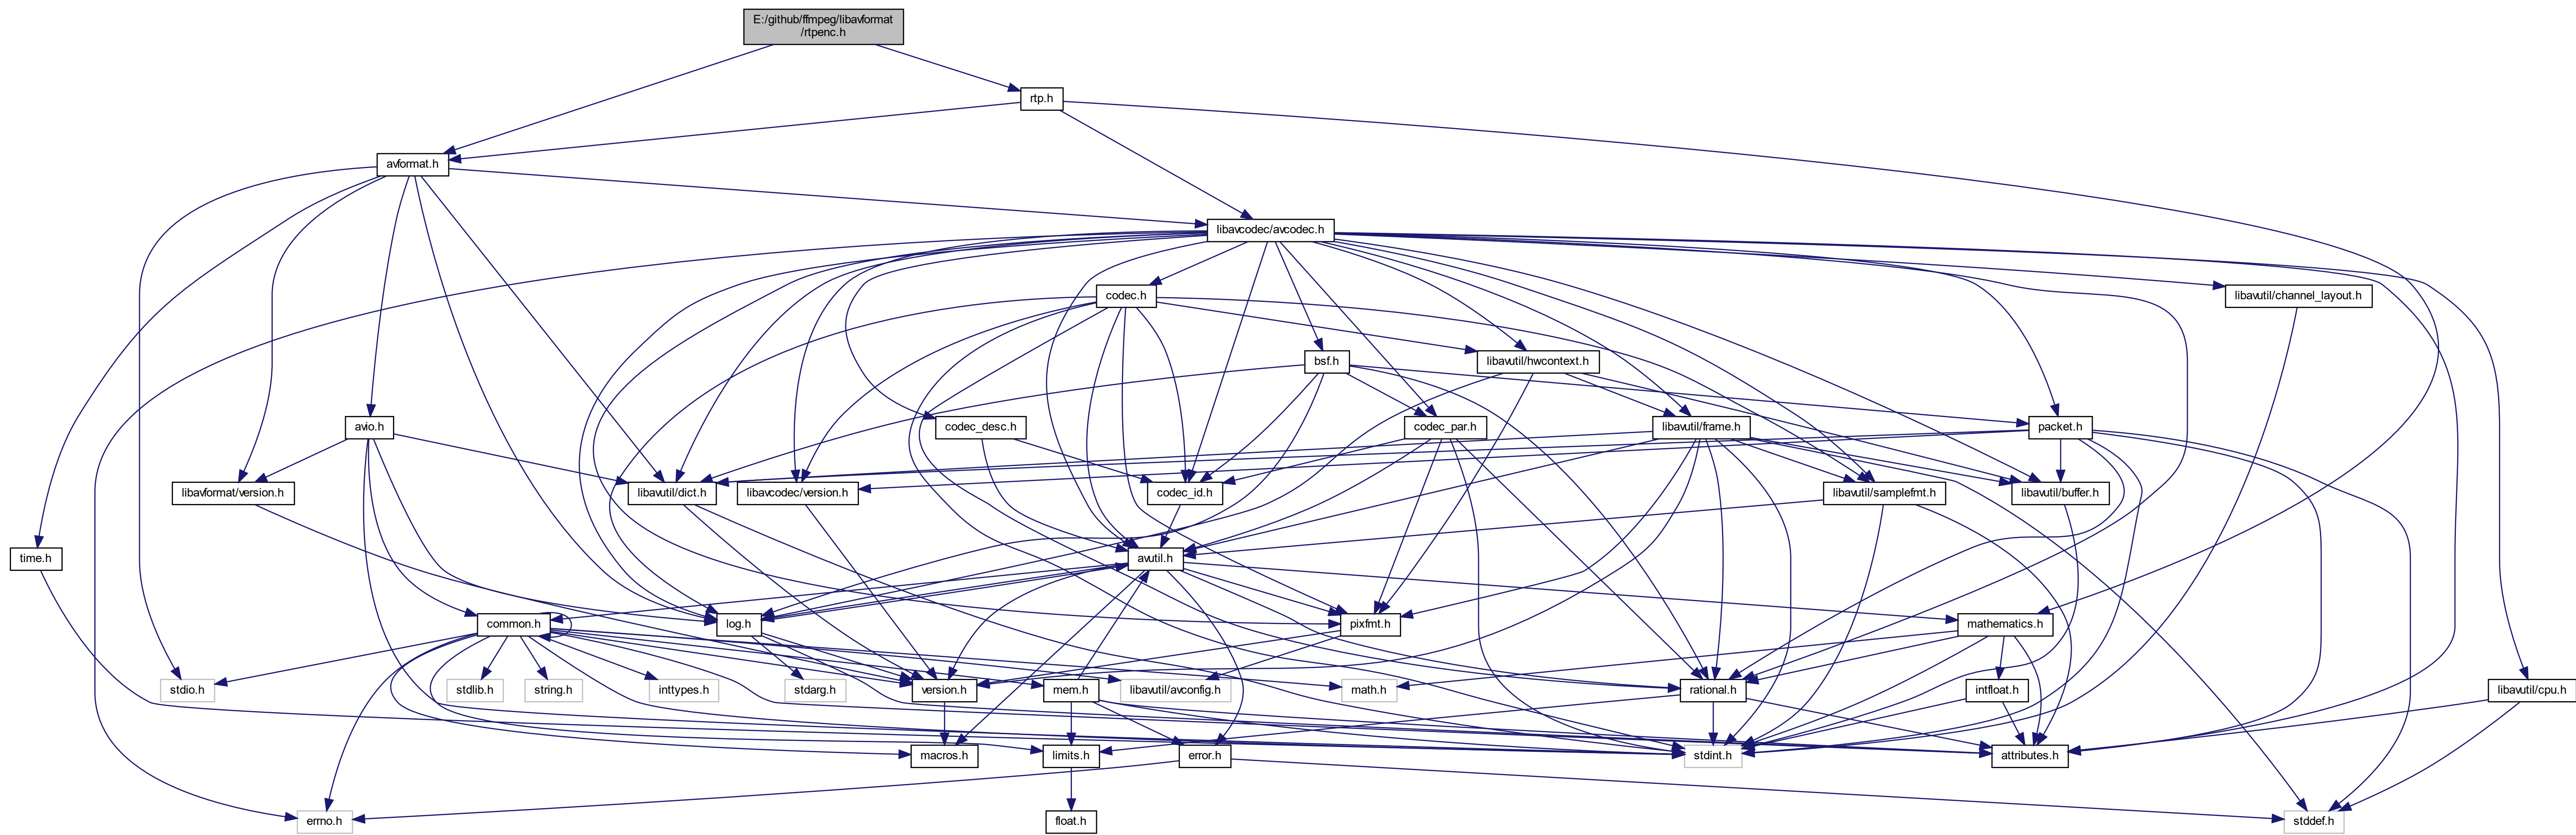 E:/github/ffmpeg/libavformat
/rtpenc.h
rtp.h
avformat.h
libavcodec/avcodec.h
codec.h
libavutil/channel_layout.h
bsf.h
libavutil/hwcontext.h
avio.h
codec_desc.h
codec_par.h
libavutil/frame.h
packet.h
libavformat/version.h
libavutil/dict.h
libavcodec/version.h
codec_id.h
libavutil/samplefmt.h
libavutil/buffer.h
time.h
avutil.h
common.h
log.h
pixfmt.h
mathematics.h
stdio.h
stdlib.h
string.h
inttypes.h
stdarg.h
version.h
mem.h
libavutil/avconfig.h
math.h
rational.h
intfloat.h
libavutil/cpu.h
macros.h
limits.h
error.h
stdint.h
attributes.h
errno.h
float.h
stddef.h